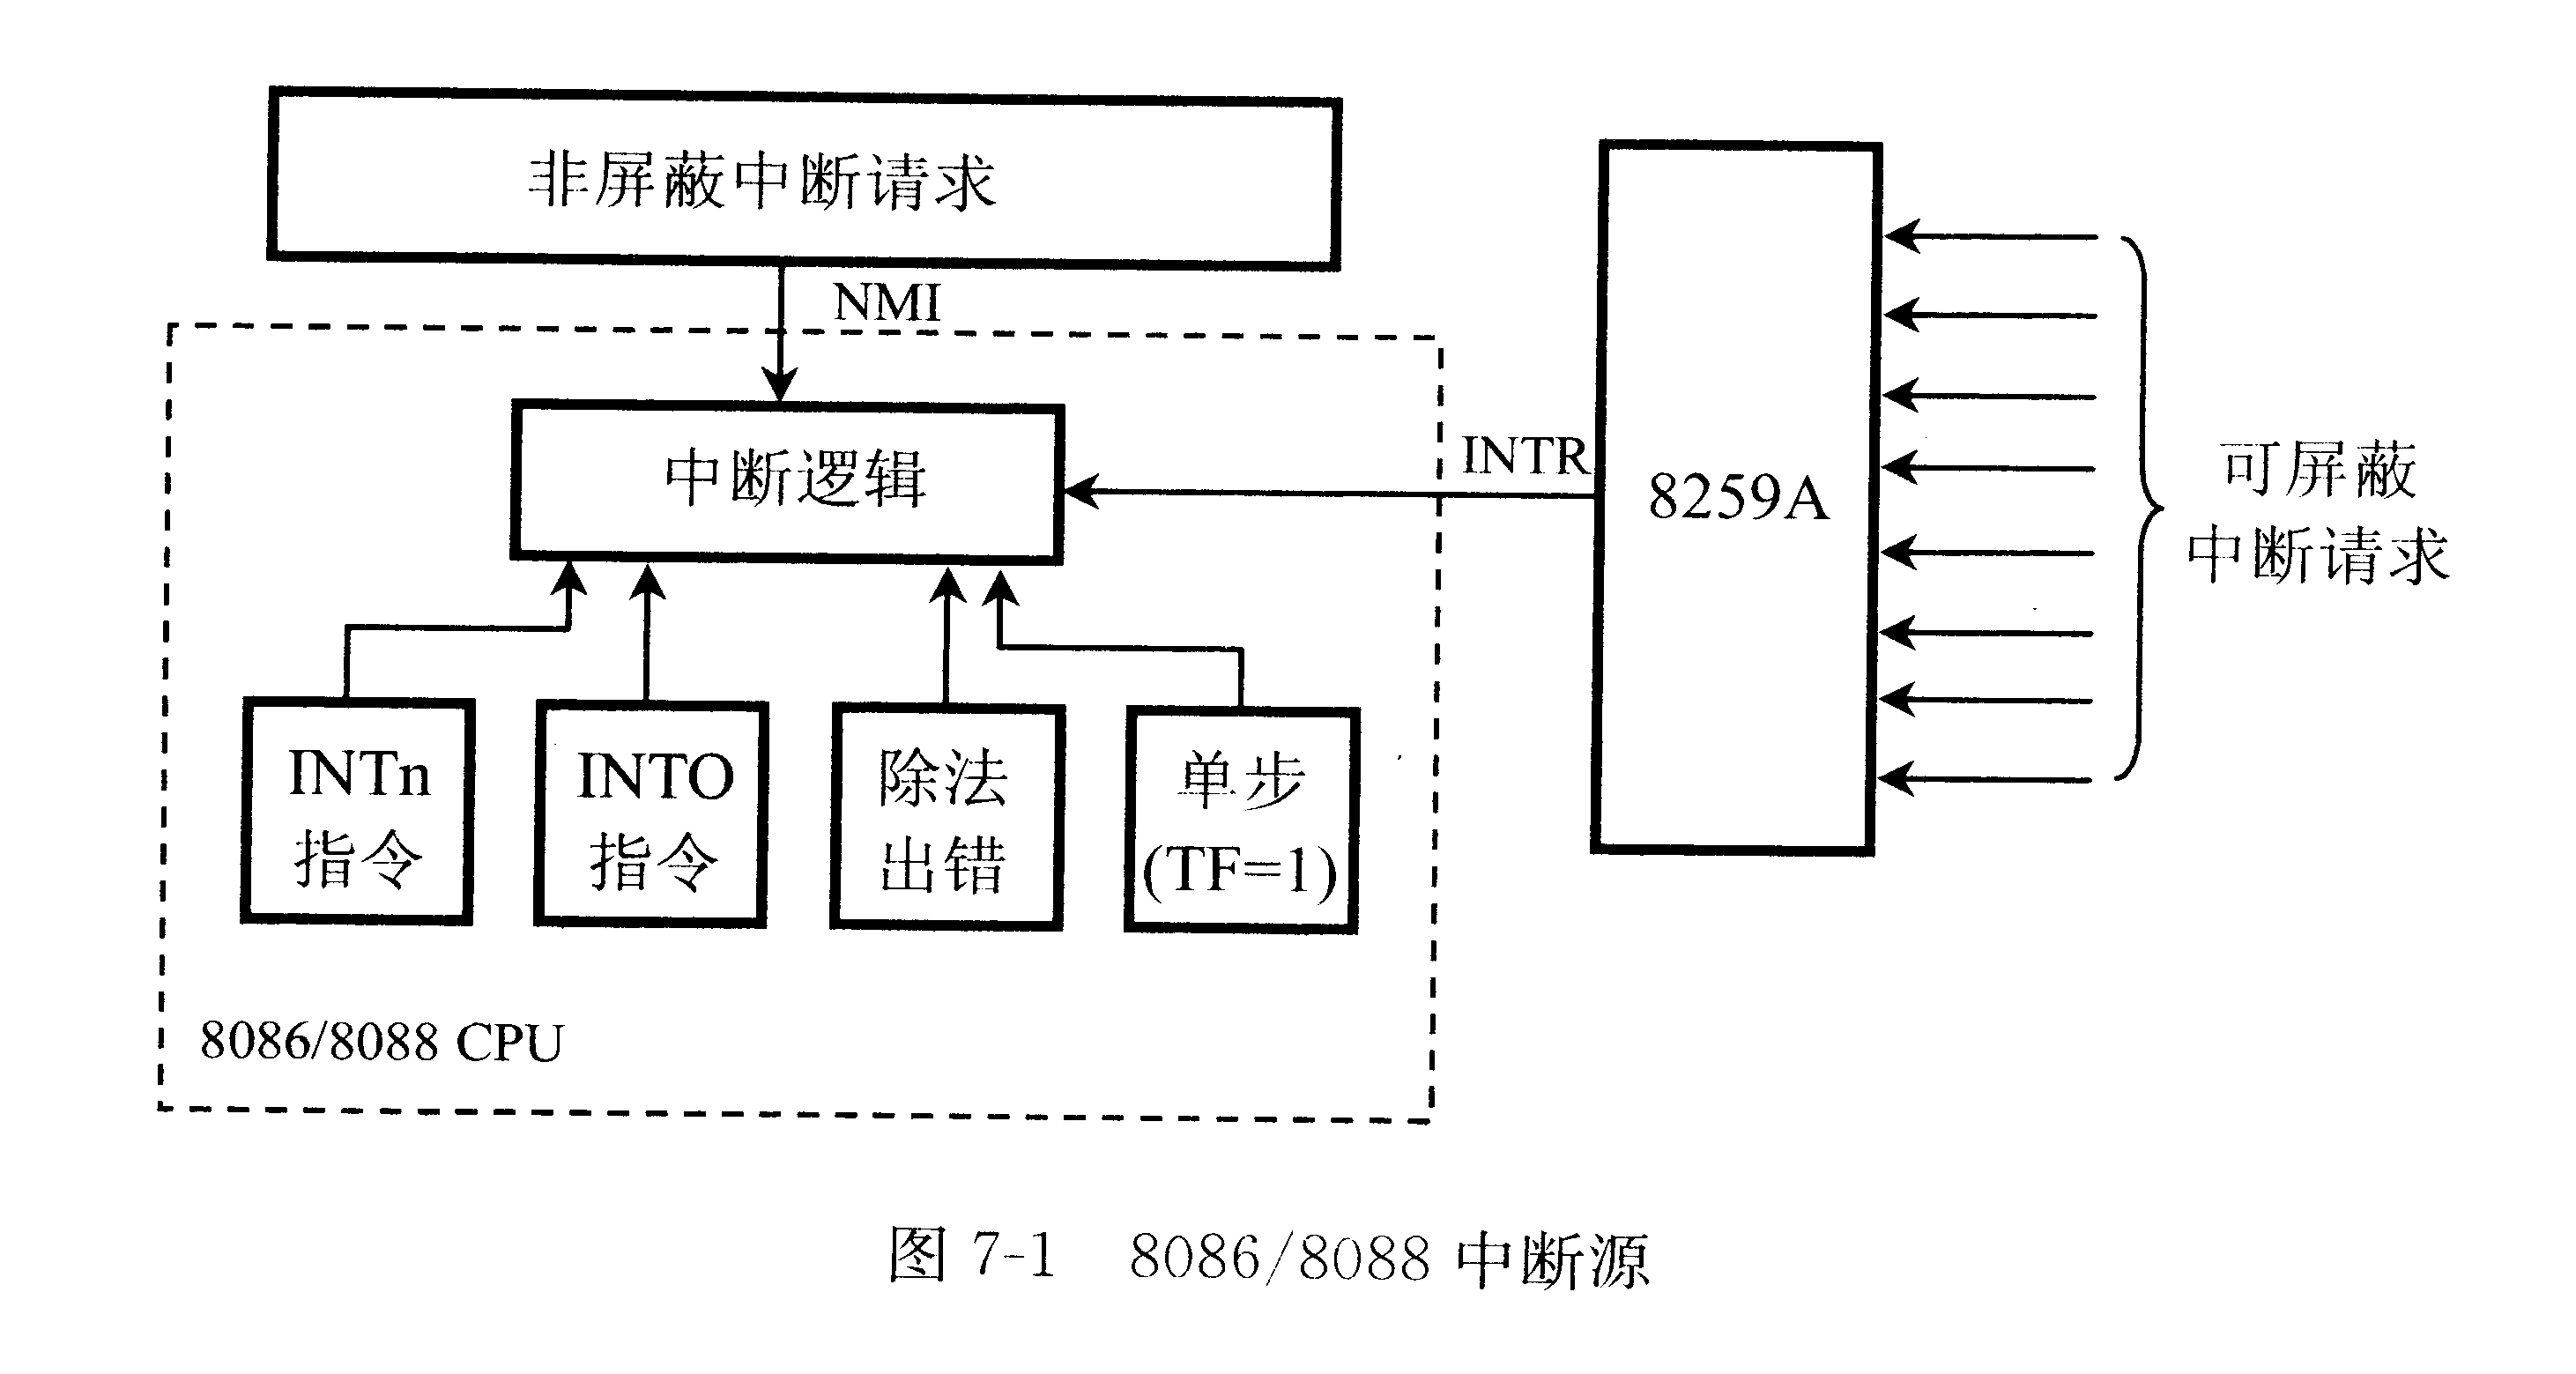 非屏蔽中断请求
NMI
中断逻辑
INTR
8259A
可屏蔽
中断请求
INTn
指令
INTO
指令
除法
出错
单步
(TF=1)
8086/8088 CPU
图 7-1 8086/8088 中断源